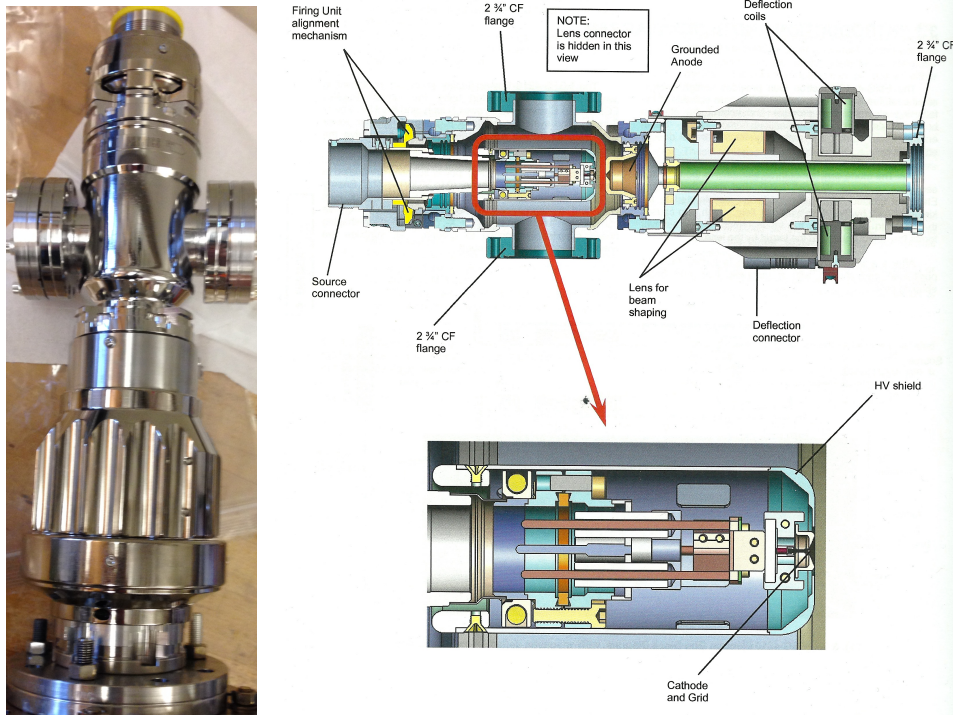 Firing Unit
alignment
mechanism
2 ¾” CF
flange
NOTE:
Lens connector
is hidden in this
view
Grounded
Anode
Deflection
coils
2 ¾” CF
flange
Source
connector
2 ¾” CF
flange
Lens for
beam
shaping
Deflection
connector
HV shield
Cathode
and Grid